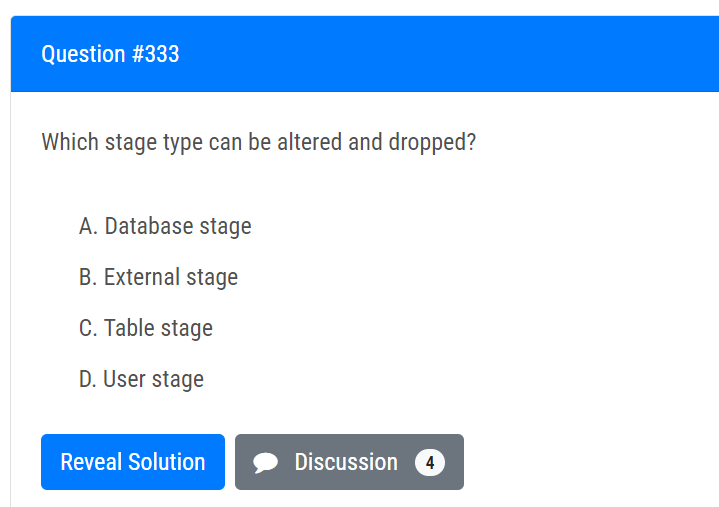 Question #333
Which stage type can be altered and dropped?
A. Database stage
B. External stage
C. Table stage
D. User stage
Reveal Solution Discussion 4